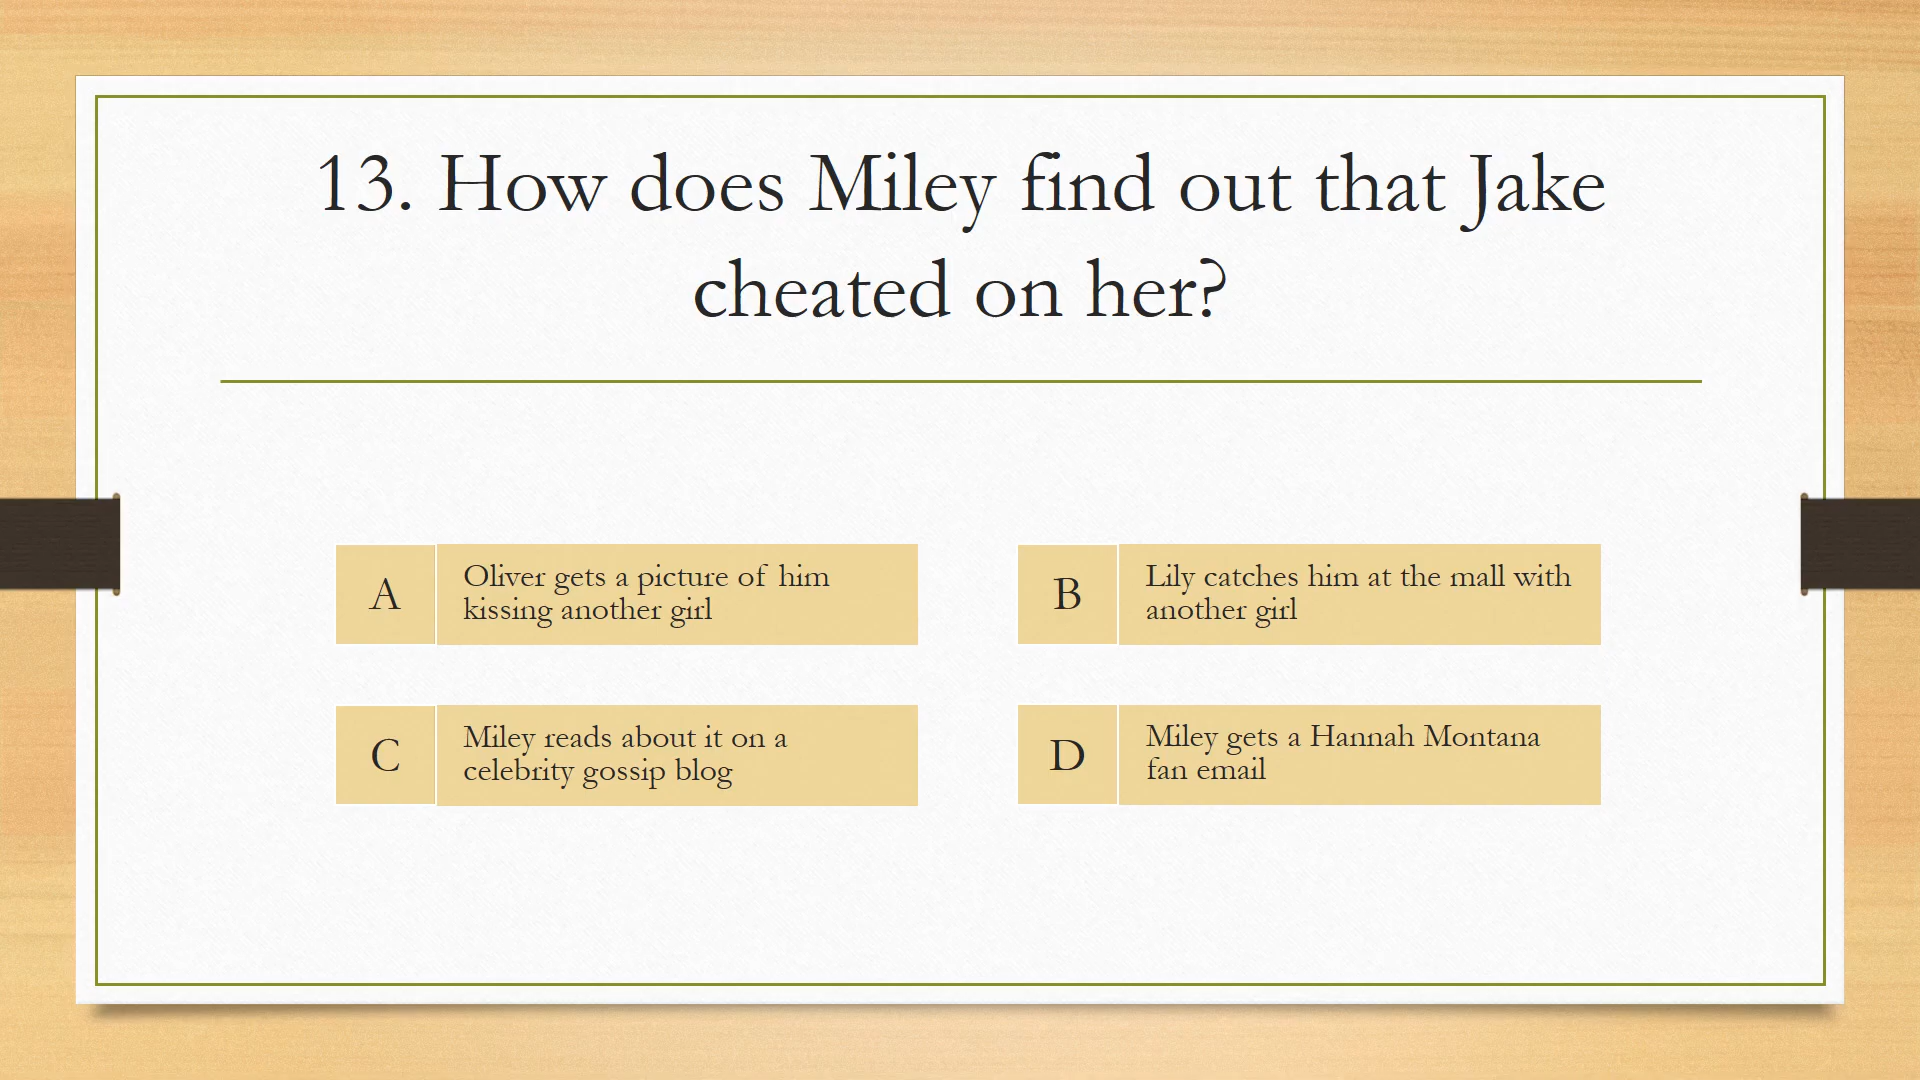 13. How does Miley find out that Jake
cheated on her?
A
Oliver gets a picture of him
kissing another girl
B
Lily catches him at the mall with
another girl
C
Miley reads about it on a
celebrity gossip blog
D
Miley gets a Hannah Montana
fan email